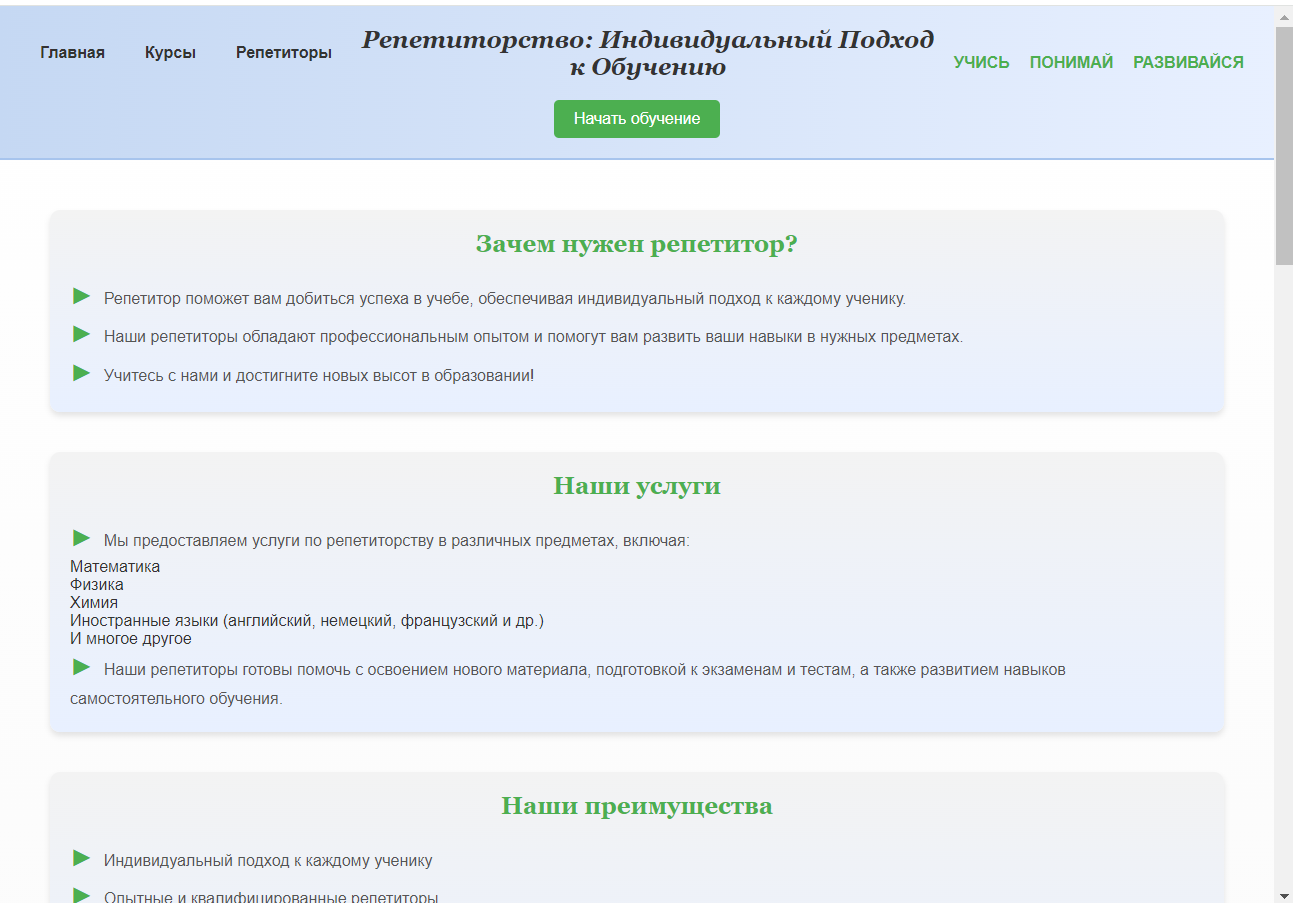 Главная Курсы Репетиторы
Репетиторство: Индивидуальный Подход
к Обучению
УЧИСЬ ПОНИМАЙ РАЗВИВАЙСЯ
Начать обучение
Зачем нужен репетитор?
Репетитор поможет вам добиться успеха в учебе, обеспечивая индивидуальный подход к каждому ученику.
Наши репетиторы обладают профессиональным опытом и помогут вам развить ваши навыки в нужных предметах.
Учитесь с нами и достигните новых высот в образовании!
Наши услуги
Мы предоставляем услуги по репетиторству в различных предметах, включая:
Математика
Физика
Химия
Иностранные языки (английский, немецкий, французский и др.)
И многое другое
Наши репетиторы готовы помочь с освоением нового материала, подготовкой к экзаменам и тестам, а также развитием навыков
самостоятельного обучения.
Наши преимущества
Индивидуальный подход к каждому ученику
Опытные и квалифицированные репетиторы